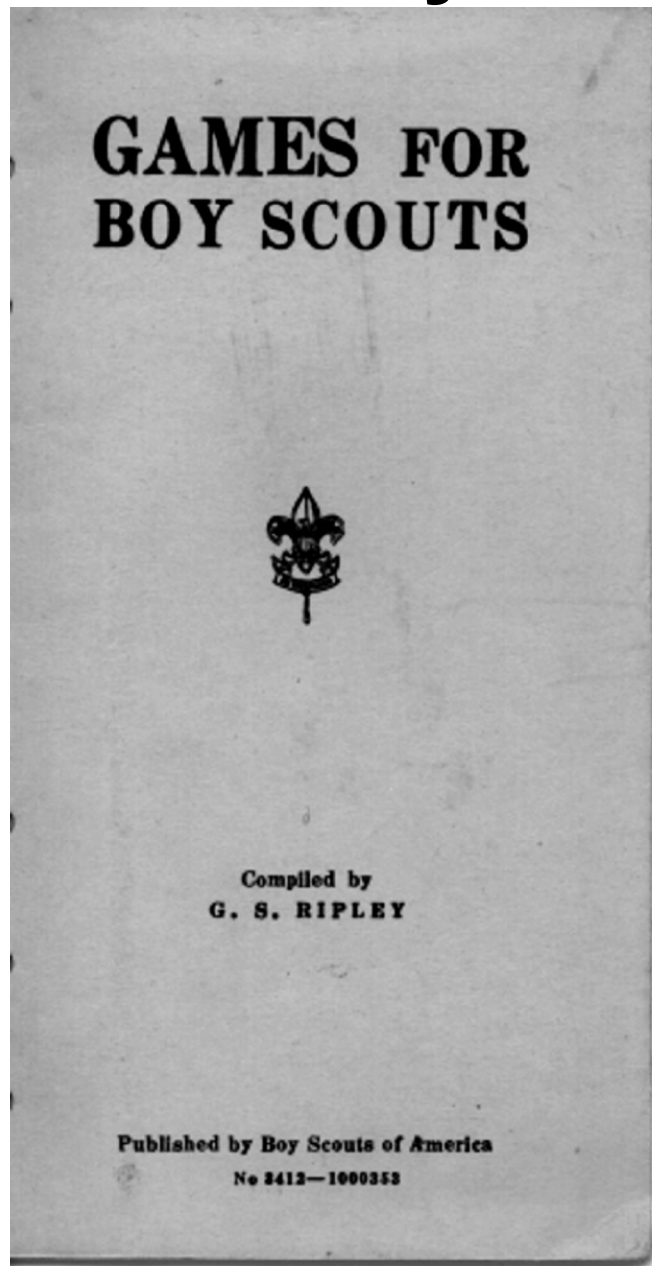 GAMES FOR
BOY SCOUTS
Compiled by
G. S. RIPLEY
Published by Boy Scouts of America
No 3412—1000353